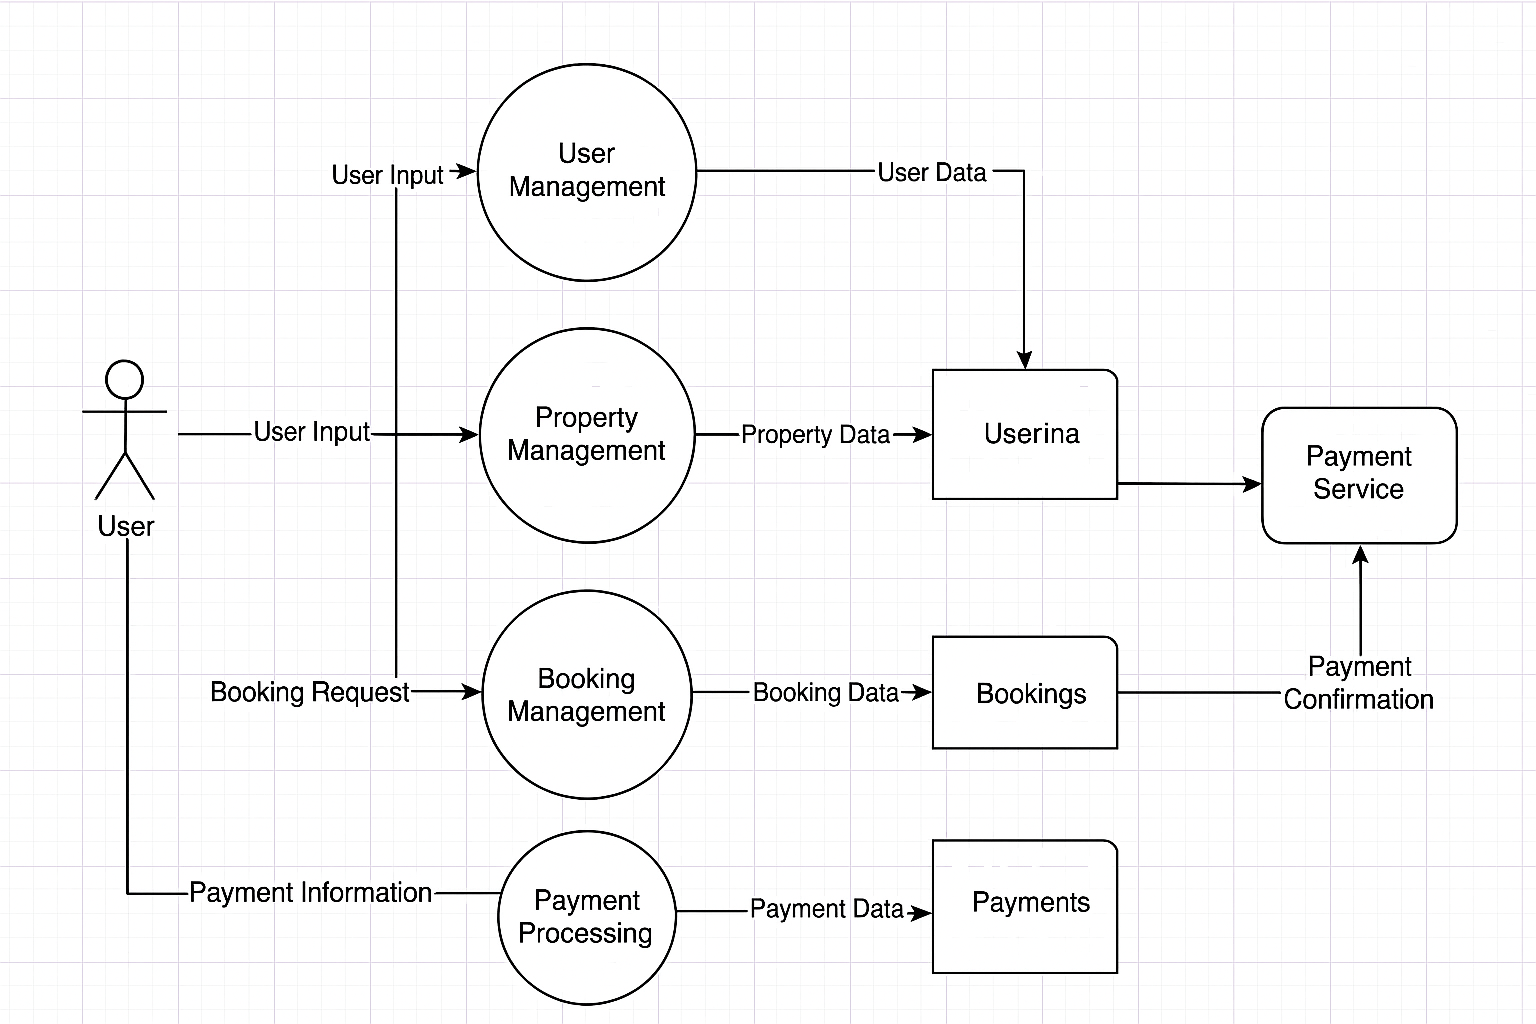 User
Management
User Input
User Data
User Input
Property
Management
Property Data
Userina
Payment
Service
User
Booking Request
Booking
Management
Booking Data
Bookings
Payment
Confirmation
Payment Information
Payment
Processing
Payment Data
Payments